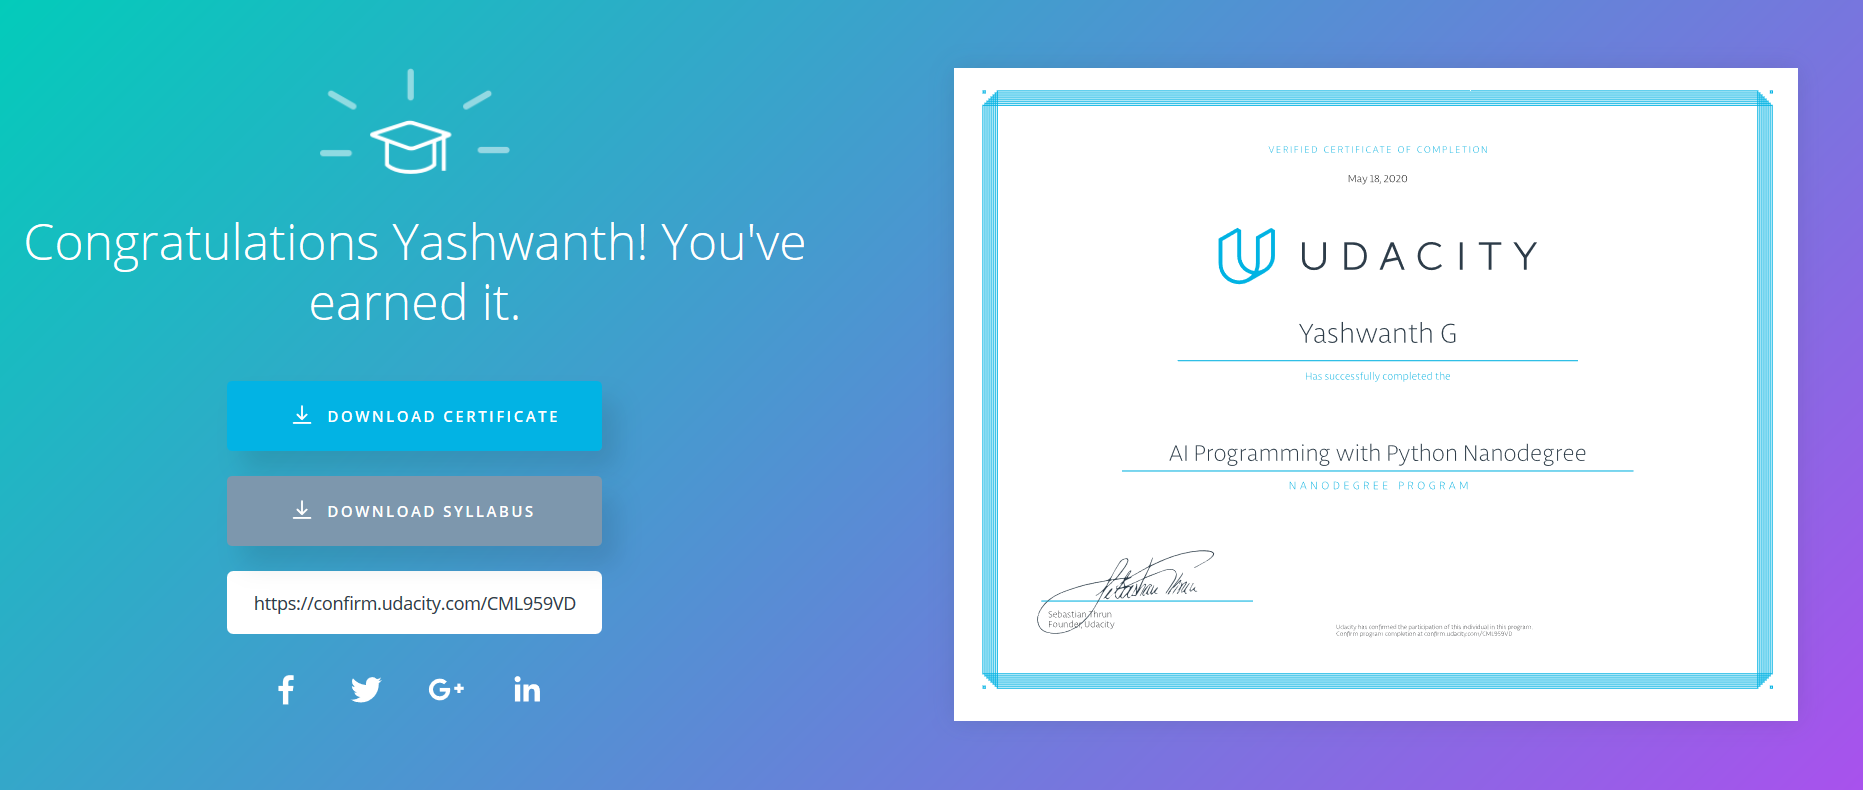 Congratulations Yashwanth! You've
earned it.
DOWNLOAD CERTIFICATE
DOWNLOAD SYLLABUS
https://confirm.udacity.com/CML959VD
f
G+
in
VERIFIED CERTIFICATE OF COMPLETION
May 18, 2020
UDACITY
Yashwanth G
Has successfully completed the
AI Programming with Python Nanodegree
NANODEGREE PROGRAM
Sebastian Thrun
Sebastian Thrun
Founder, Udacity
Udacity has confirmed the participation of this individual in this program
Confirm program completion at confirm.udacity.com/CML959VD